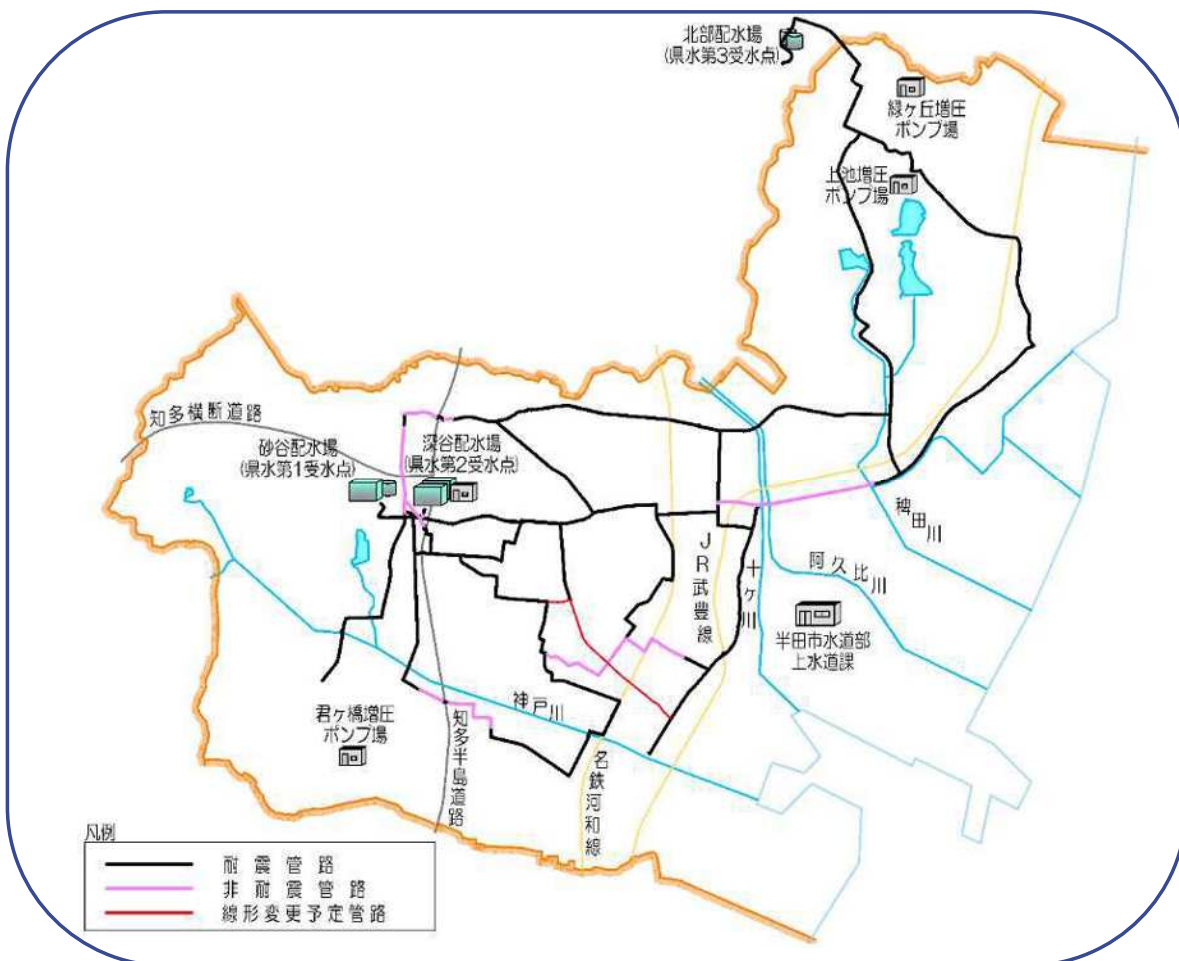 北部配水場
(県水第3受水点)
緑ヶ丘増圧
ポンプ場
上池増圧
ポンプ場
知多横断道路
砂谷配水場
(県水第1受水点)
深谷配水場
(県水第2受水点)
稗田川
阿久比川
十ヶ川
JR武豊線
半田市水道部
上水道課
神戸川
君ヶ橋増圧
ポンプ場
知多半島道路
名鉄河和線
凡例
耐震管路
非耐震管路
線形変更予定管路